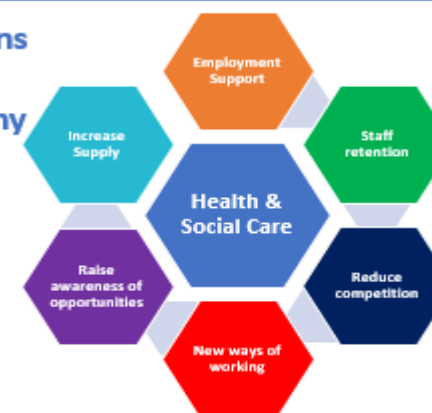 ns
ny
Employment
Support
Increase
Supply
Staff
retention
Health &
Social Care
Raise
awareness of
opportunities
Reduce
competition
New ways of
working